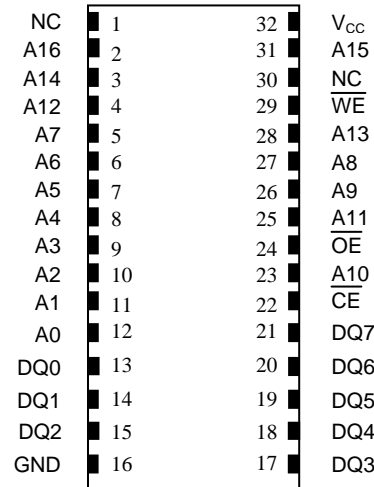 NC 1 32 VCC
A16 2 31 A15
A14 3 30 NC
A12 4 29 WE
A7 5 28 A13
A6 6 27 A8
A5 7 26 A9
A4 8 25 A11
A3 9 24 OE
A2 10 23 A10
A1 11 22 CE
A0 12 21 DQ7
DQ0 13 20 DQ6
DQ1 14 19 DQ5
DQ2 15 18 DQ4
GND 16 17 DQ3